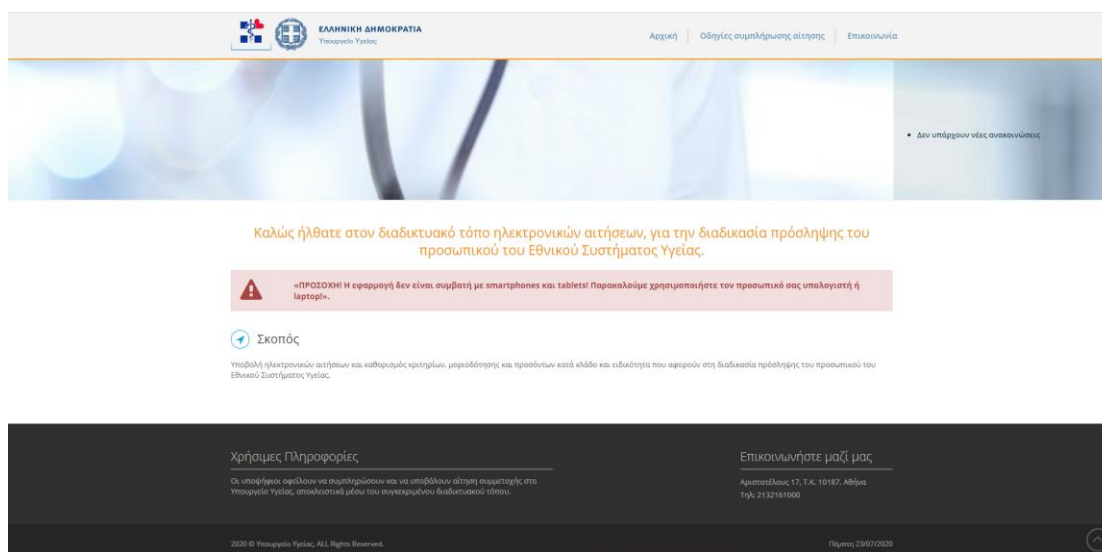 ΕΛΛΗΝΙΚΗ ΔΗΜΟΚΡΑΤΙΑ
Υπουργείο Υγείας
Αρχική
Οδηγίες συμπλήρωσης αίτησης
Επικοινωνία
Δεν υπάρχουν νέες ανακοινώσεις
Καλώς ήλθατε στον διαδικτυακό τόπο ηλεκτρονικών αιτήσεων, για την διαδικασία πρόσληψης του
προσωπικού του Εθνικού Συστήματος Υγείας.
«ΠΡΟΣΟΧΗ! Η εφαρμογή δεν είναι συμβατή με smartphones και tablets! Παρακαλούμε χρησιμοποιήστε τον προσωπικό σας υπολογιστή ή
laptop!».
Σκοπός
Υποβολή ηλεκτρονικών αιτήσεων και καθορισμός κριτηρίων, μοριοδότησης και προσόντων κατά κλάδο και ειδικότητα που αφορούν στη διαδικασία πρόσληψης του προσωπικού του
Εθνικού Συστήματος Υγείας.
Χρήσιμες Πληροφορίες
Οι υποψήφιοι οφείλουν να συμπληρώσουν και να υποβάλουν αίτηση συμμετοχής στο
Υπουργείο Υγείας, αποκλειστικά μέσω του συγκεκριμένου διαδικτυακού τόπου.
Επικοινωνήστε μαζί μας
Αριστοτέλους 17, Τ.Κ. 10187, Αθήνα
Τηλ: 2132161000
2020 © Υπουργείο Υγείας, ALL Rights Reserved.
Πέμπτη 23/07/2020